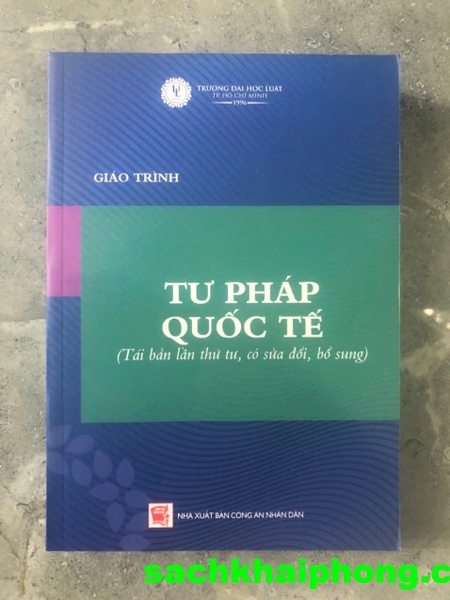 TRƯỜNG ĐẠI HỌC LUẬT
TP. HỒ CHÍ MINH
1996
GIÁO TRÌNH
TƯ PHÁP
QUỐC TẾ
(Tái bản lần thứ tư, có sửa đổi, bổ sung)
NHÀ XUẤT BẢN CÔNG AN NHÂN DÂN
sachkhaiphong.c